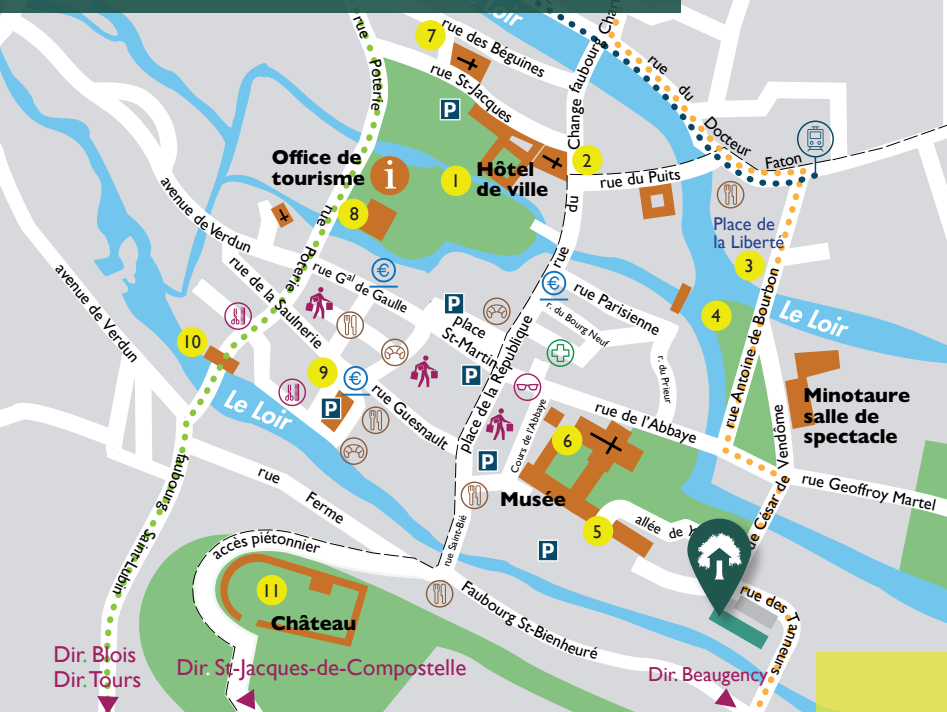 Loir
7
rue des Béguines
rue
Poterie
rue St-Jacques
P
Change faubourg
rue du Docteur Faton
Office de
tourisme
i
1
Hôtel
de ville
2
rue du Puits
8
Place de
la Liberté
3
avenue de Verdun
rue Poterie
rue de la Saulnerie
rue Gal de Gaulle
€
rue du
€
rue Parisienne
r. du Bourg Neuf
P
place
St-Martin
P
Place de la République
r. du Prieur
4
Le Loir
rue Antoine de Bourbon
avenue de Verdun
10
9
€
P
rue Guesnault
Le Loir
Minotaure
salle de
spectacle
rue de l'Abbaye
Cours de l'Abbaye
6
P
Musée
5
allée de
de César de Vendôme
rue Geoffroy Martel
rue Ferme
rue Saint-Bié
P
faubourg Saint-Lubin
accès piétonnier
11
Château
Faubourg St-Bienheuré
rue des Tanneurs
Dir. Blois
Dir. Tours
Dir. St-Jacques-de-Compostelle
Dir. Beaugency